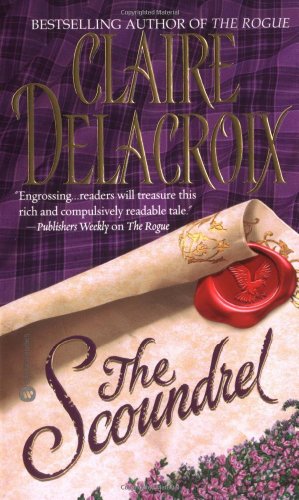 BESTSELLING AUTHOR OF THE ROGUE
CLAIRE
DELACROIX
"Engrossing...readers will treasure this
rich and compulsively readable tale."
—Publishers Weekly on The Rogue
The
Scoundrel